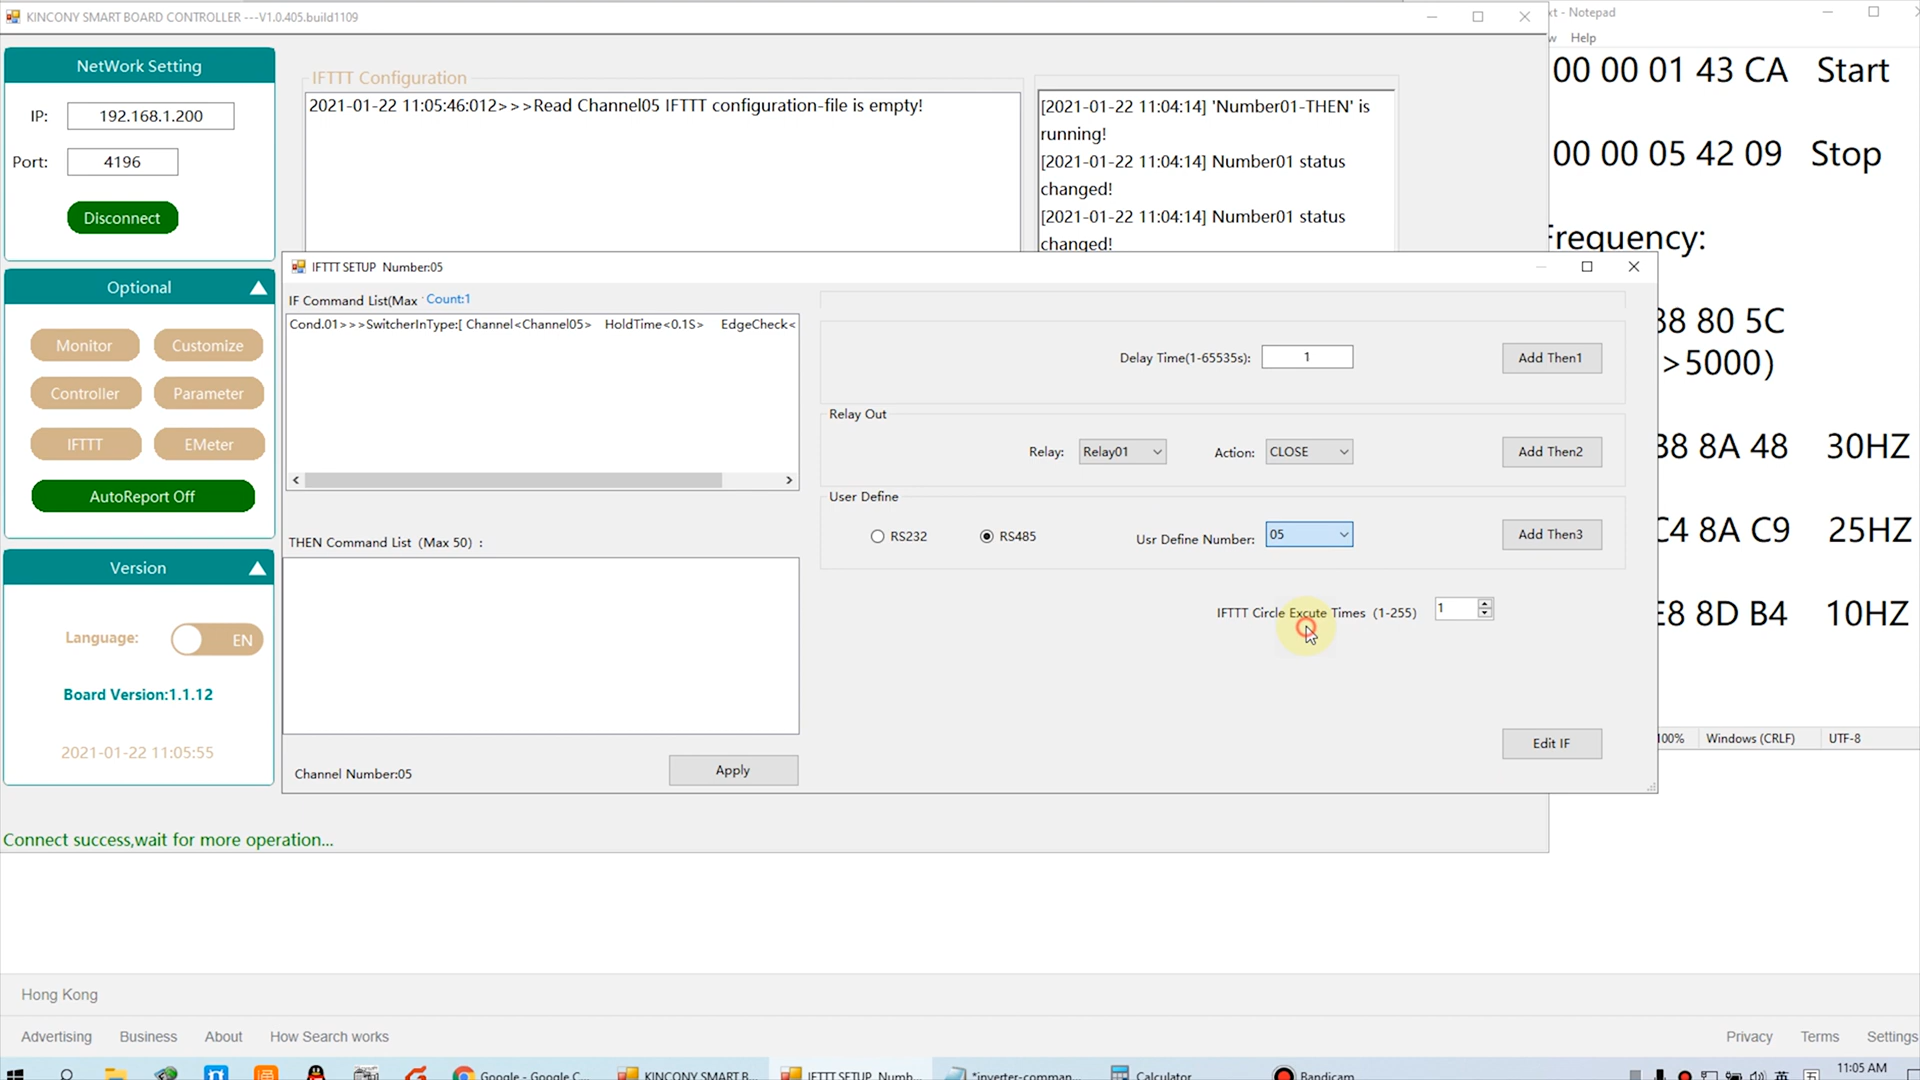 KINCONY SMART BOARD CONTROLLER ---V1.0.405.build1109
xt - Notepad
w Help
NetWork Setting
IP: 192.168.1.200
Port: 4196
Disconnect
Optional
Monitor Customize
Controller Parameter
IFTTT EMeter
AutoReport Off
Version
Language: EN
Board Version:1.1.12
2021-01-22 11:05:55
Connect success,wait for more operation...
IFTTT Configuration
2021-01-22 11:05:46:012>>>Read Channel05 IFTTT configuration-file is empty!
[2021-01-22 11:04:14] 'Number01-THEN' is
running!
[2021-01-22 11:04:14] Number01 status
changed!
[2021-01-22 11:04:14] Number01 status
changed!
IFTTT SETUP Number:05
IF Command List(Max Count:1
Cond.01>>>SwitcherInType:[ Channel<Channel05> HoldTime<0.1S> EdgeCheck<
THEN Command List (Max 50) :
Channel Number:05
Apply
Delay Time(1-65535s): 1 Add Then1
Relay Out
Relay: Relay01 Action: CLOSE Add Then2
User Define
RS232 RS485 Usr Define Number: 05 Add Then3
IFTTT Circle Excute Times (1-255) 1
Edit IF
00 00 01 43 CA Start
00 00 05 42 09 Stop
Frequency:
88 80 5C
>5000)
88 8A 48 30HZ
C4 8A C9 25HZ
E8 8D B4 10HZ
100% Windows (CRLF) UTF-8
Hong Kong
Advertising Business About How Search works
Privacy Terms Settings
Google - Google C... KINCONY SMART B... IFTTT SETUP Numb... *inverter-comman... Calculator Bandicam
英 11:05 AM